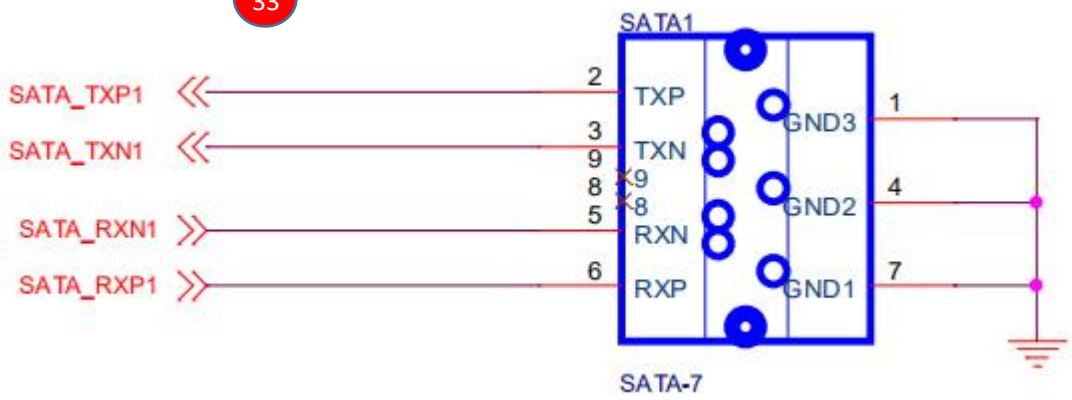 33
SATA1
SATA_TXP1 2 TXP GND3 1
SATA_TXN1 3 TXN
9 9
8 8 GND2 4
SATA_RXN1 5 RXN
SATA_RXP1 6 RXP GND1 7
SATA-7